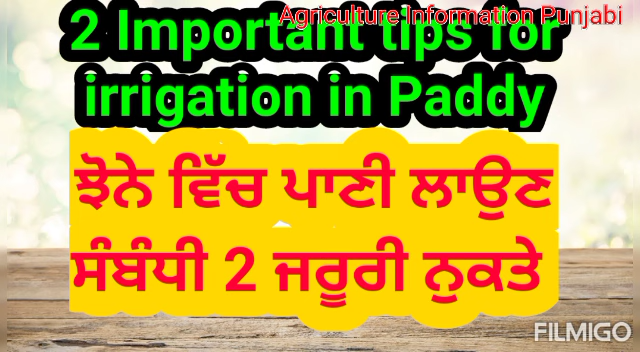 Agriculture Information Punjabi
2 Important tips for
irrigation in Paddy
ਝੋਨੇ ਵਿੱਚ ਪਾਣੀ ਲਾਉਣ
ਸੰਬੰਧੀ 2 ਜਰੂਰੀ ਨੁਕਤੇ
FILMIGO